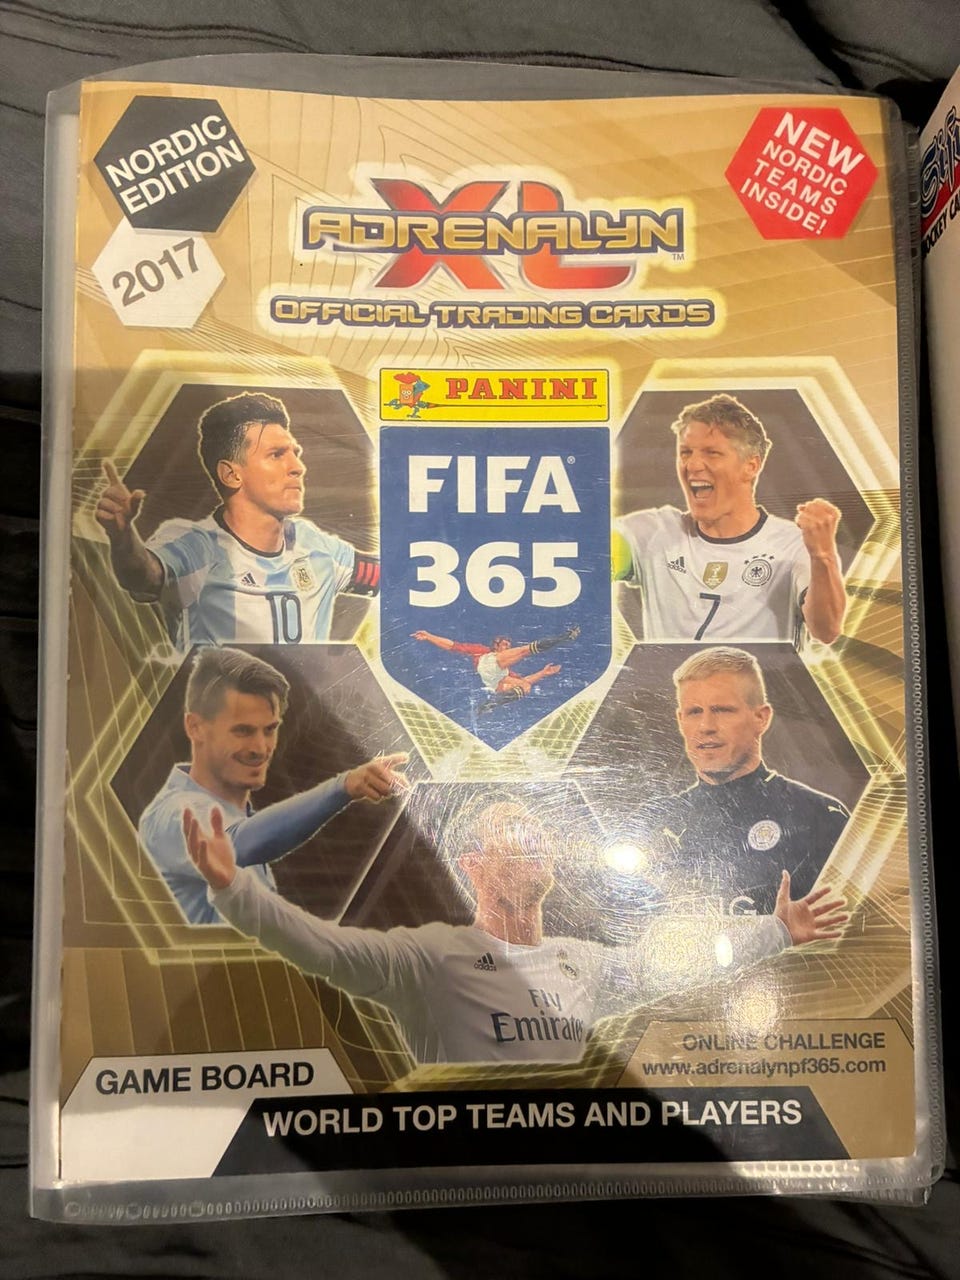 NORDIC
EDITION
2017
NEW
NORDIC
TEAMS
INSIDE!
XL
ADRENALYN
TM
OFFICIAL TRADING CARDS
PANINI
FIFA®
365
10
7
Fly
Emirates
GAME BOARD
ONLINE CHALLENGE
www.adrenalynpf365.com
WORLD TOP TEAMS AND PLAYERS